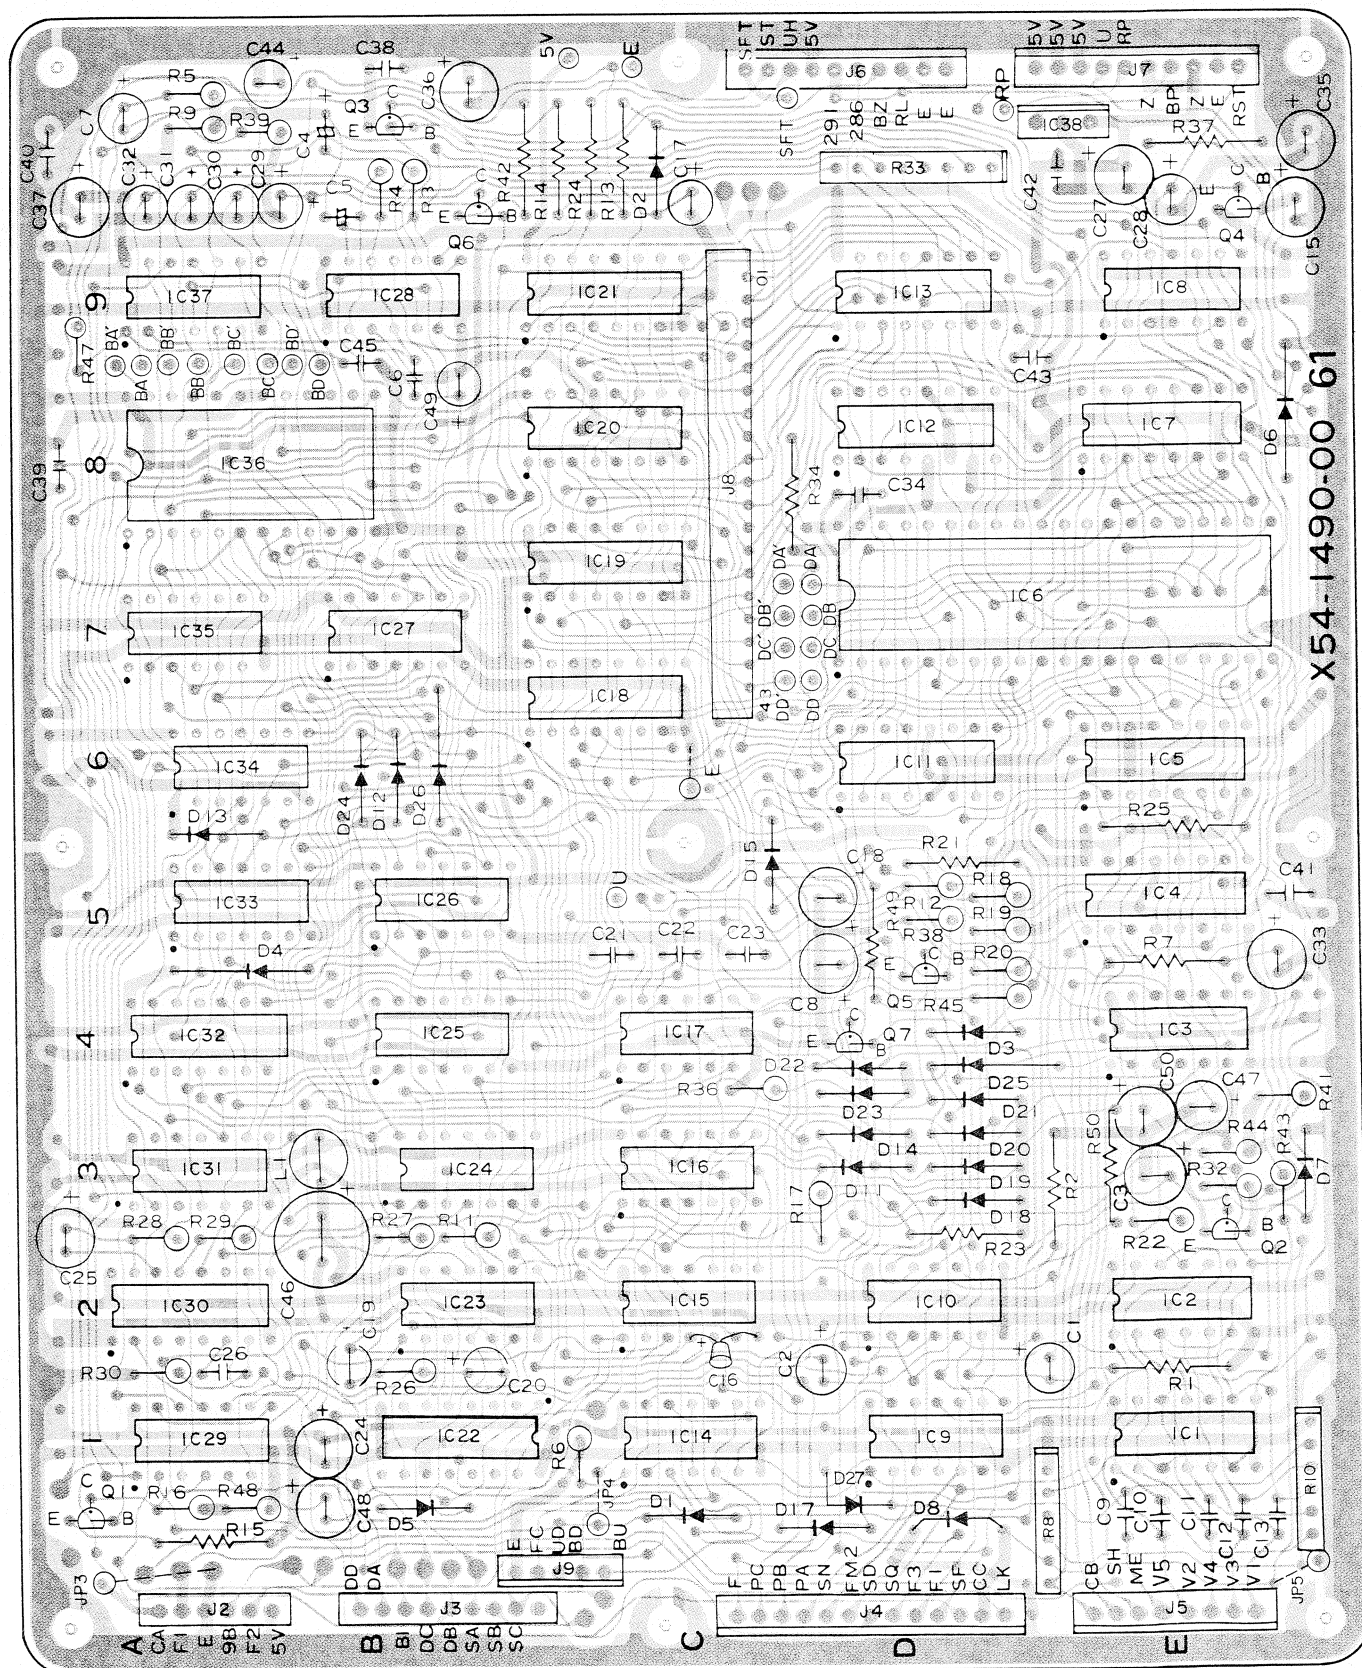 C44
C38
5V
E
SFT
ST
UH
5V
5V
5V
5V
U
RP
J6
J7
C7
R5
R9
R39
C4
Q3
E
C
B
C36
SFT
291
286
BZ
RL
E
E
RP
IC38
Z
BP
Z
E
RST
R37
C35
C40
C37
C32
C31
C30
C29
C5
R4
R3
Q6
E
C
B
R42
R14
R24
R13
D2
C17
R33
C42
C27
C28
E
C
B
Q4
C15
9
IC37
IC28
IC21
01
IC13
IC8
R47
BA'
BB'
BC'
BD'
BA
BB
BC
BD
C45
C6
C49
C43
X54-1490-00 61
8
C39
IC36
IC20
J8
IC12
IC7
D6
R34
C34
IC19
DA'
DB'
DC'
DD'
DA
DB
DC
DD
43
IC6
7
IC35
IC27
IC18
6
IC34
D24
D12
D26
E
IC11
IC5
D13
R25
D15
C18
R21
5
IC33
IC26
U
R49
R12
R18
R19
R38
IC4
C41
D4
C21
C22
C23
C8
E
C
B
Q5
R20
R45
R7
C33
4
IC32
IC25
IC17
E
C
B
Q7
D22
D3
IC3
R36
D23
D25
D21
C50
C47
R41
3
IC31
L1
IC24
IC16
D14
D20
D11
D19
D18
R50
C3
R44
R32
R43
D7
R17
R2
C25
R28
R29
R27
R11
R23
R22
E
C
B
Q2
2
IC30
C46
C19
IC23
IC15
IC10
IC2
R30
C26
R26
C20
C16
C2
C1
R1
1
IC29
C24
IC22
R6
IC14
IC9
IC1
E
C
B
Q1
R16
R48
R15
C48
D5
JP4
D1
D17
D27
D8
R8
C9
C10
C11
C12
C13
R10
JP3
DD
DA
E
FC
UD
BD
BU
J9
F
PC
PB
PA
SN
FM2
SD
SQ
F3
F1
SP
CC
LK
CB
SH
ME
V5
V2
V4
V3
V1
JP5
J2
J3
J4
J5
A
CA
F1
E
9B
F2
5V
B
B1
DC
DB
SA
SB
SC
C
D
E